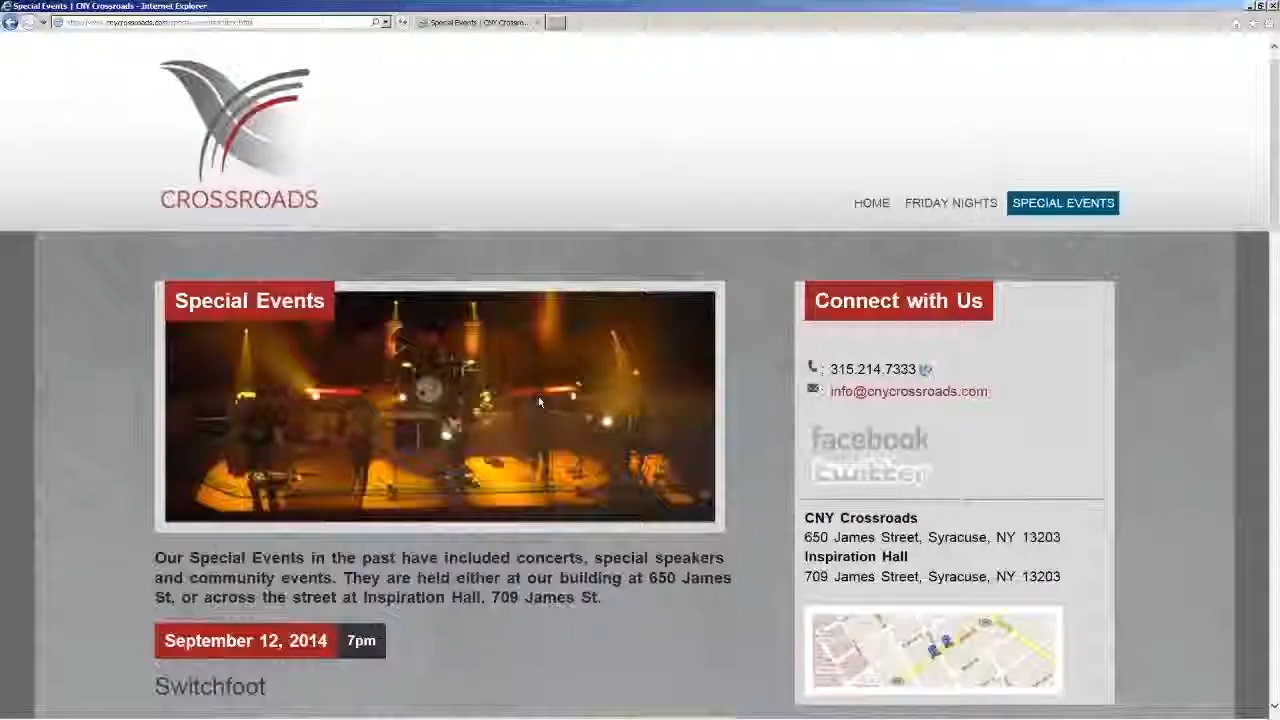 Special Events | CNY Crossroads - Internet Explorer
Special Events | CNY Crossro...
CROSSROADS
HOME FRIDAY NIGHTS SPECIAL EVENTS
Special Events
Our Special Events in the past have included concerts, special speakers
and community events. They are held either at our building at 650 James
St, or across the street at Inspiration Hall, 709 James St.
September 12, 2014 7pm
Switchfoot
Connect with Us
: 315.214.7333
: info@cnycrossroads.com
facebook
twitter
CNY Crossroads
650 James Street, Syracuse, NY 13203
Inspiration Hall
709 James Street, Syracuse, NY 13203